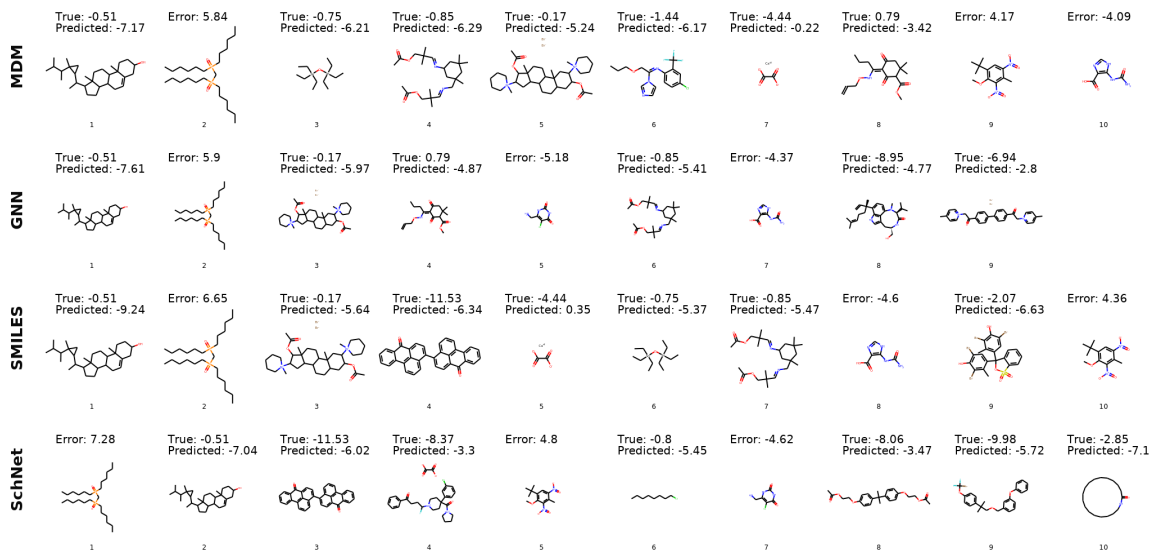 MDM
True: -0.51
Predicted: -7.17
1
Error: 5.84
2
True: -0.75
Predicted: -6.21
3
True: -0.85
Predicted: -6.29
4
True: -0.17
Predicted: -5.24
5
True: -1.44
Predicted: -6.17
6
True: -4.44
Predicted: -0.22
7
True: 0.79
Predicted: -3.42
8
Error: 4.17
9
Error: -4.09
10
GNN
True: -0.51
Predicted: -7.61
1
Error: 5.9
2
True: -0.17
Predicted: -5.97
3
True: 0.79
Predicted: -4.87
4
Error: -5.18
5
True: -0.85
Predicted: -5.41
6
Error: -4.37
7
True: -8.95
Predicted: -4.77
8
True: -6.94
Predicted: -2.8
9
SMILES
True: -0.51
Predicted: -9.24
1
Error: 6.65
2
True: -0.17
Predicted: -5.64
3
True: -11.53
Predicted: -6.34
4
True: -4.44
Predicted: 0.35
5
True: -0.75
Predicted: -5.37
6
True: -0.85
Predicted: -5.47
7
Error: -4.6
8
True: -2.07
Predicted: -6.63
9
Error: 4.36
10
SchNet
Error: 7.28
1
True: -0.51
Predicted: -7.04
2
True: -11.53
Predicted: -6.02
3
True: -8.37
Predicted: -3.3
4
Error: 4.8
5
True: -0.8
Predicted: -5.45
6
Error: -4.62
7
True: -8.06
Predicted: -3.47
8
True: -9.98
Predicted: -5.72
9
True: -2.85
Predicted: -7.1
10